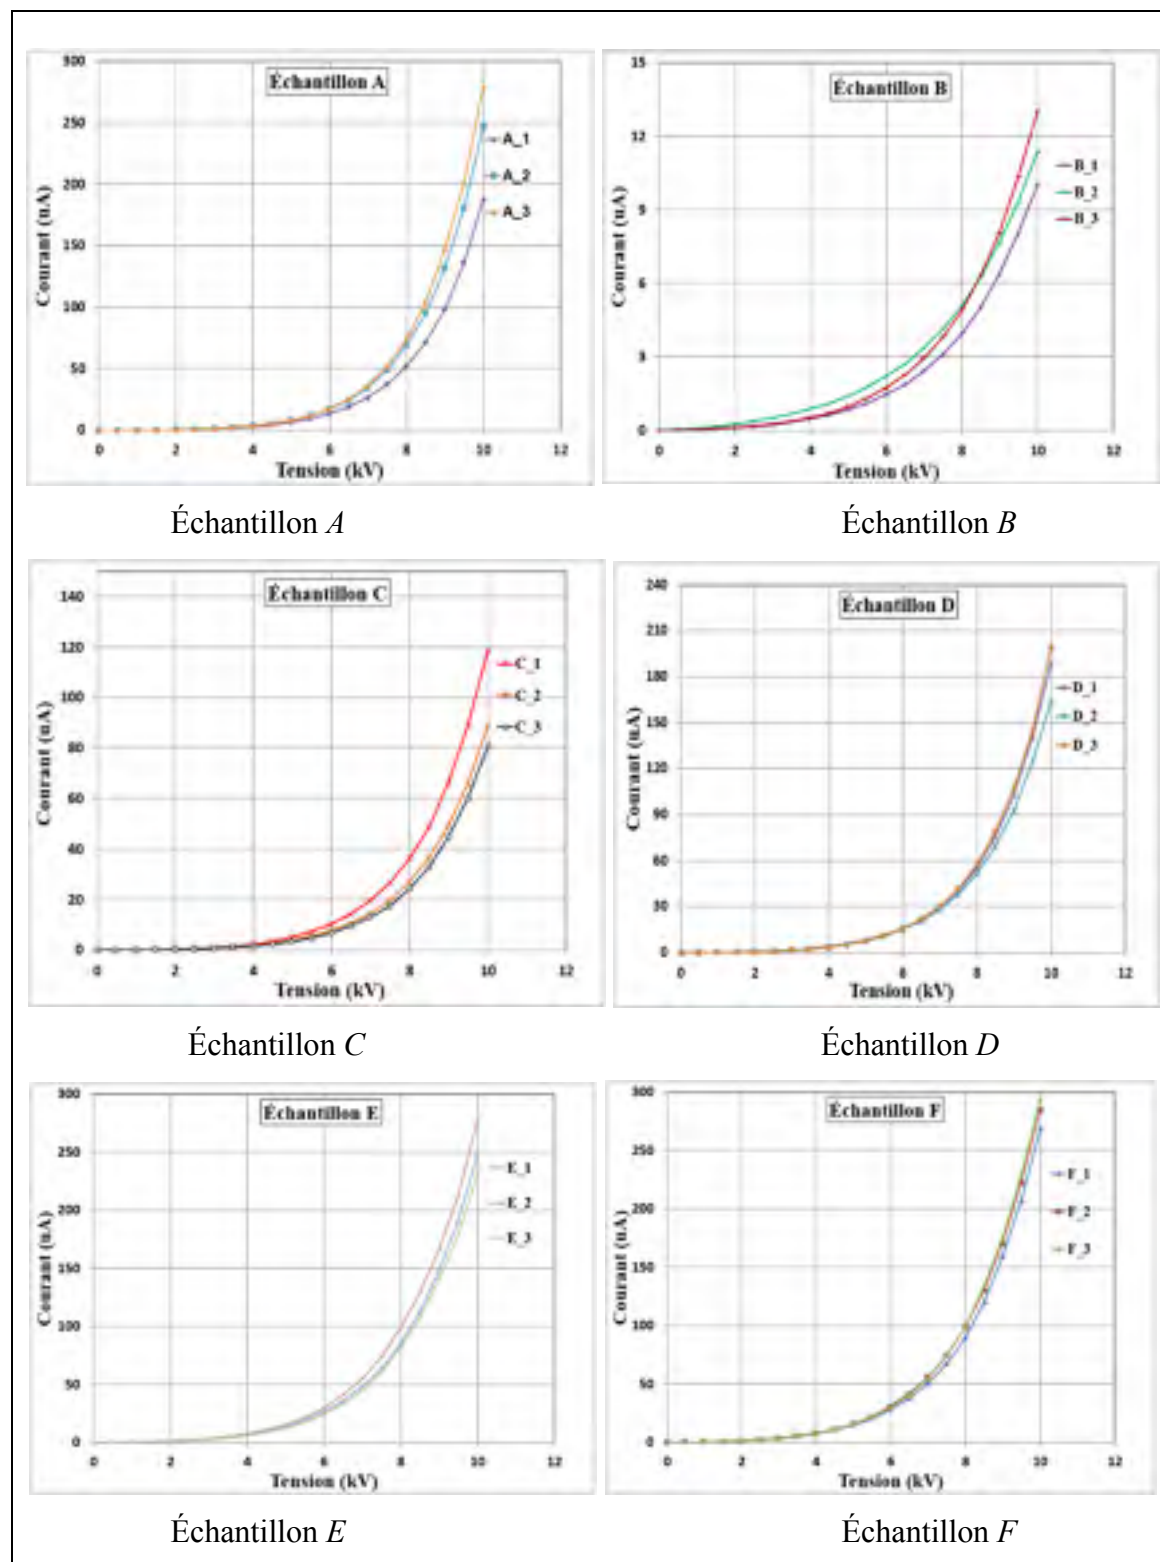 Échantillon A
300
250
200
150
100
50
0
0 2 4 6 8 10 12
Courant (uA)
Tension (kV)
A_1
A_2
A_3
Échantillon B
15
12
9
6
3
0
0 2 4 6 8 10 12
Courant (uA)
Tension (kV)
B_1
B_2
B_3
Échantillon A
Échantillon B
Échantillon C
140
120
100
80
60
40
20
0
0 2 4 6 8 10 12
Courant (uA)
Tension (kV)
C_1
C_2
C_3
Échantillon D
240
210
180
150
120
90
60
30
0
0 2 4 6 8 10 12
Courant (uA)
Tension (kV)
D_1
D_2
D_3
Échantillon C
Échantillon D
Échantillon E
300
250
200
150
100
50
0
0 2 4 6 8 10 12
Courant (uA)
Tension (kV)
E_1
E_2
E_3
Échantillon F
300
250
200
150
100
50
0
0 2 4 6 8 10 12
Courant (uA)
Tension (kV)
F_1
F_2
F_3
Échantillon E
Échantillon F